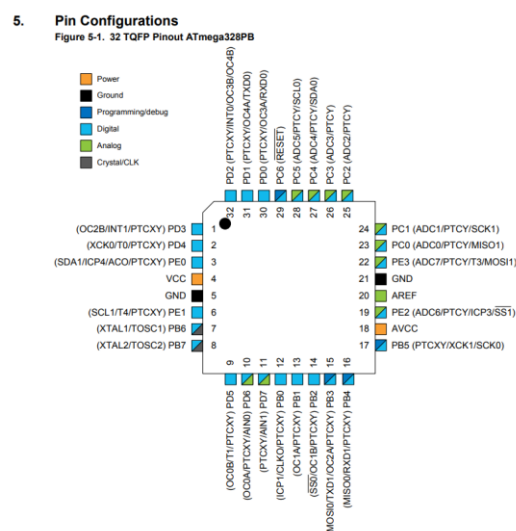 5. Pin Configurations
Figure 5-1. 32 TQFP Pinout ATmega328PB
Power
Ground
Programming/debug
Digital
Analog
Crystal/CLK
PD2 (PTCXY/INT0/OC3B/OC4B)
PD1 (PTCXY/OC4A/TXD0)
PD0 (PTCXY/OC3A/RXD0)
PC6 (RESET)
PC5 (ADC5/PTCY/SCL0)
PC4 (ADC4/PTCY/SDA0)
PC3 (ADC3/PTCY)
PC2 (ADC2/PTCY)
32 31 30 29 28 27 26 25
(OC2B/INT1/PTCXY) PD3 1
(XCK0/T0/PTCXY) PD4 2
(SDA1/ICP4/ACO/PTCXY) PE0 3
VCC 4
GND 5
(SCL1/T4/PTCXY) PE1 6
(XTAL1/TOSC1) PB6 7
(XTAL2/TOSC2) PB7 8
24 PC1 (ADC1/PTCY/SCK1)
23 PC0 (ADC0/PTCY/MISO1)
22 PE3 (ADC7/PTCY/T3/MOSI1)
21 GND
20 AREF
19 PE2 (ADC6/PTCY/ICP3/SS1)
18 AVCC
17 PB5 (PTCXY/XCK1/SCK0)
9 10 11 12 13 14 15 16
(OC0B/T1/PTCXY) PD5
(OC0A/PTCXY/AIN0) PD6
(PTCXY/AIN1) PD7
(ICP1/CLKO/PTCXY) PB0
(OC1A/PTCXY) PB1
(SS0/OC1B/PTCXY) PB2
MOSI0/TXD1/OC2A/PTCXY) PB3
(MISO0/RXD1/PTCXY) PB4